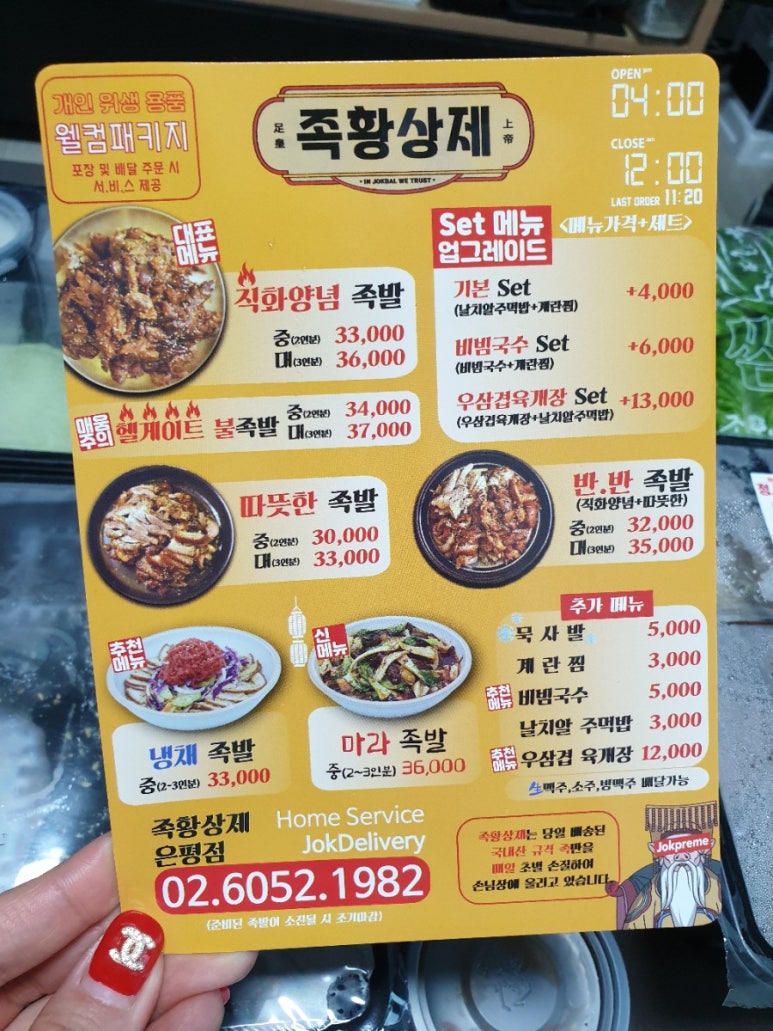 개인 위생 용품
웰컴패키지
포장 및 배달 주문 시
서.비.스 제공
足皇 족황상제 上帝
• IN JOKBAL WE TRUST •
OPEN pm
04:00
CLOSE am
12:00
LAST ORDER 11:20
대표
메뉴
직화양념 족발
중(2인분) 33,000
대(3인분) 36,000
매움
주의
헬게이트 불족발
중(2인분) 34,000
대(3인분) 37,000
Set 메뉴
업그레이드
<메뉴가격+세트>
기본 Set +4,000
(날치알주먹밥+계란찜)
비빔국수 Set +6,000
(비빔국수+계란찜)
우삼겹육개장 Set +13,000
(우삼겹육개장+날치알주먹밥)
따뜻한 족발
중(2인분) 30,000
대(3인분) 33,000
반.반 족발
(직화양념+따뜻한)
중(2인분) 32,000
대(3인분) 35,000
추천
메뉴
냉채 족발
중(2-3인분) 33,000
신
메뉴
마라 족발
중(2~3인분) 36,000
추가 메뉴
묵사발 5,000
계란찜 3,000
추천메뉴 비빔국수 5,000
날치알 주먹밥 3,000
추천메뉴 우삼겹 육개장 12,000
生맥주,소주,병맥주 배달가능
족황상제
은평점
Home Service
JokDelivery
02.6052.1982
(준비된 족발이 소진될 시 조기마감)
족황상제는 당일 배송된
국내산 규격 족만을
매일 초벌 손질하여
손님상에 올리고 있습니다.
Jokpreme